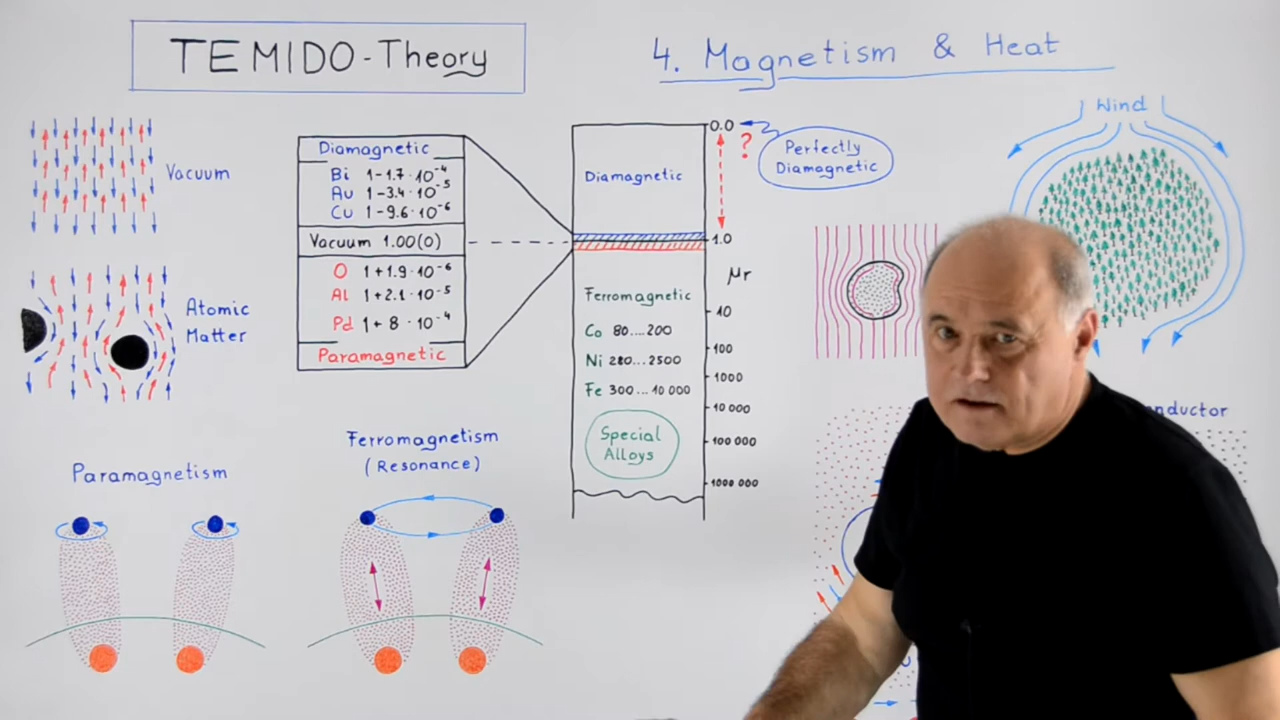 TEMIDO-Theory
4. Magnetism & Heat
Vacuum
Atomic
Matter
Diamagnetic
Bi 1-1.7·10⁻⁴
Au 1-3.4·10⁻⁵
Cu 1-9.6·10⁻⁶
Vacuum 1.00(0)
O 1+1.9·10⁻⁶
Al 1+2.1·10⁻⁵
Pd 1+8·10⁻⁴
Paramagnetic
Diamagnetic
Ferromagnetic
Co 80....200
Ni 280...2500
Fe 300...10 000
Special
Alloys
0.0
?
1.0
μr
40
100
1000
10 000
100 000
1000 000
Perfectly
Diamagnetic
Wind
Paramagnetism
Ferromagnetism
(Resonance)